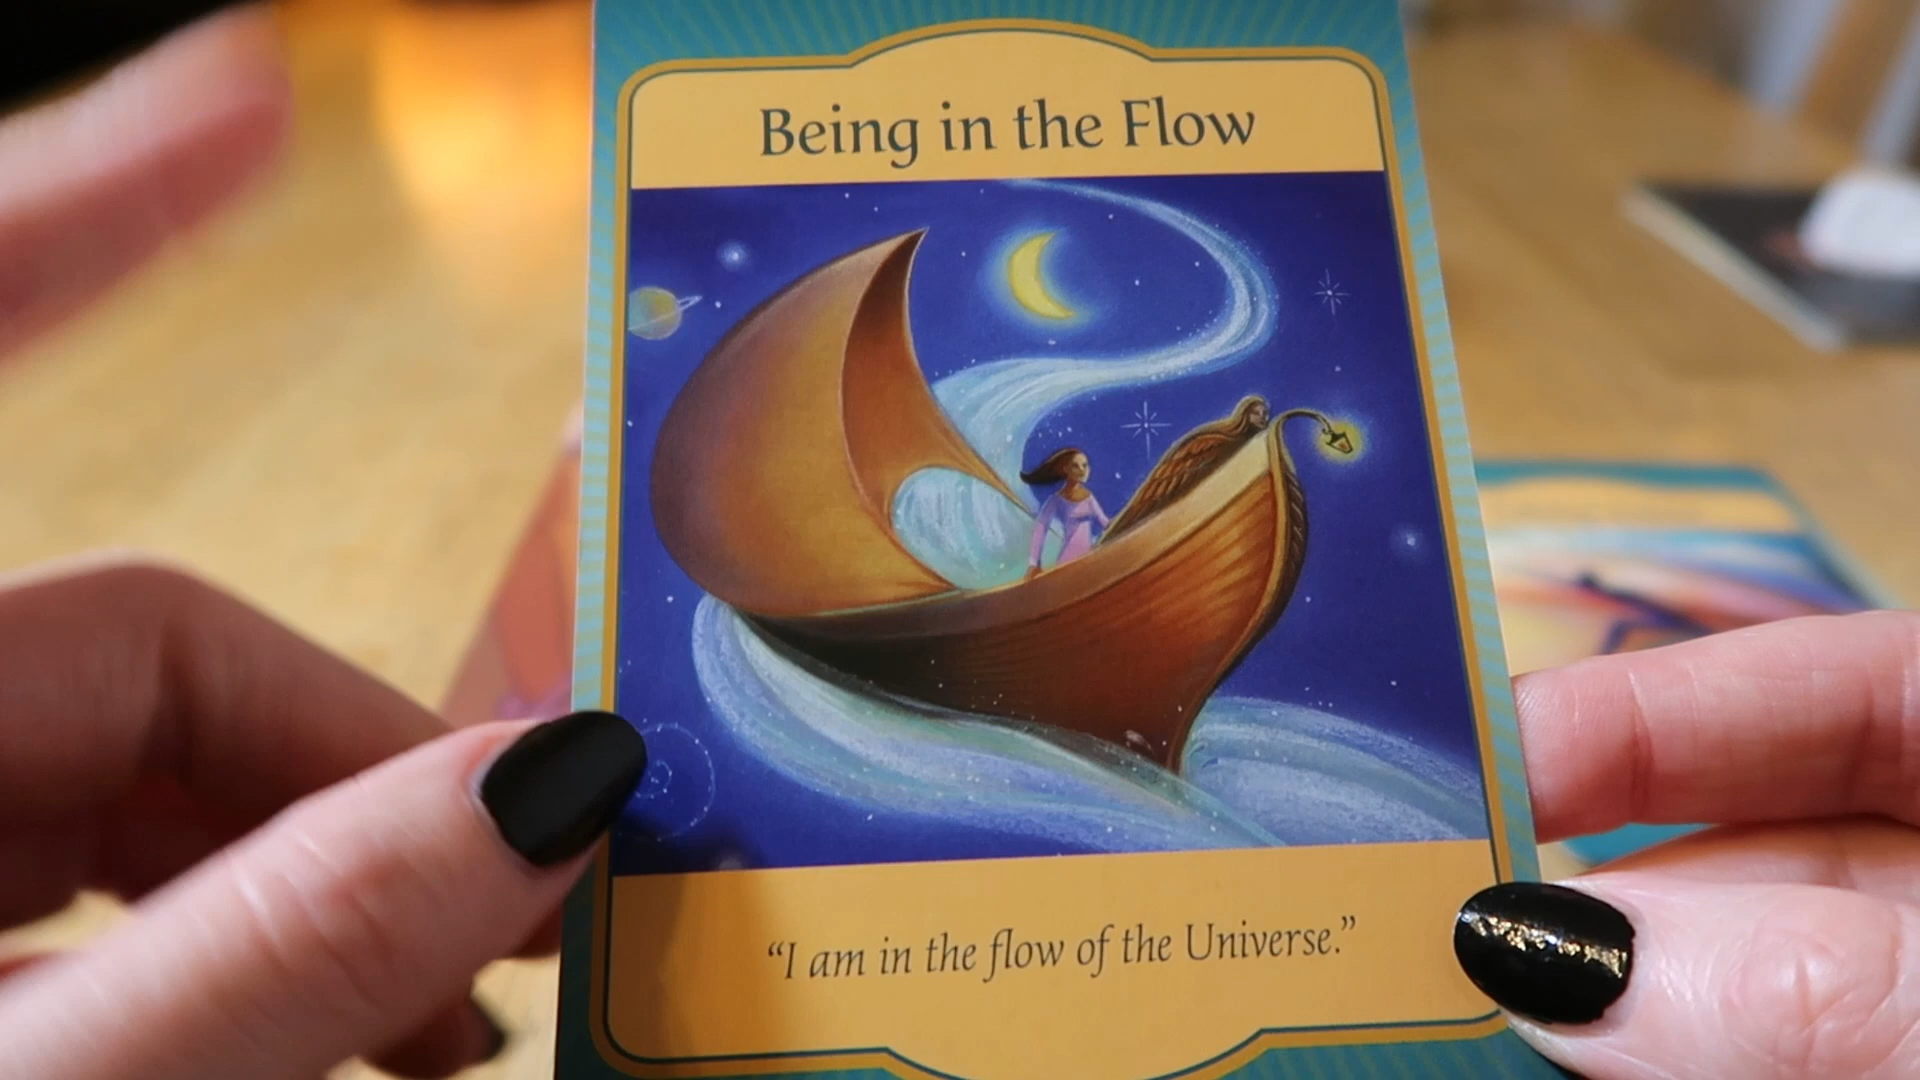 Being in the Flow
“I am in the flow of the Universe.”